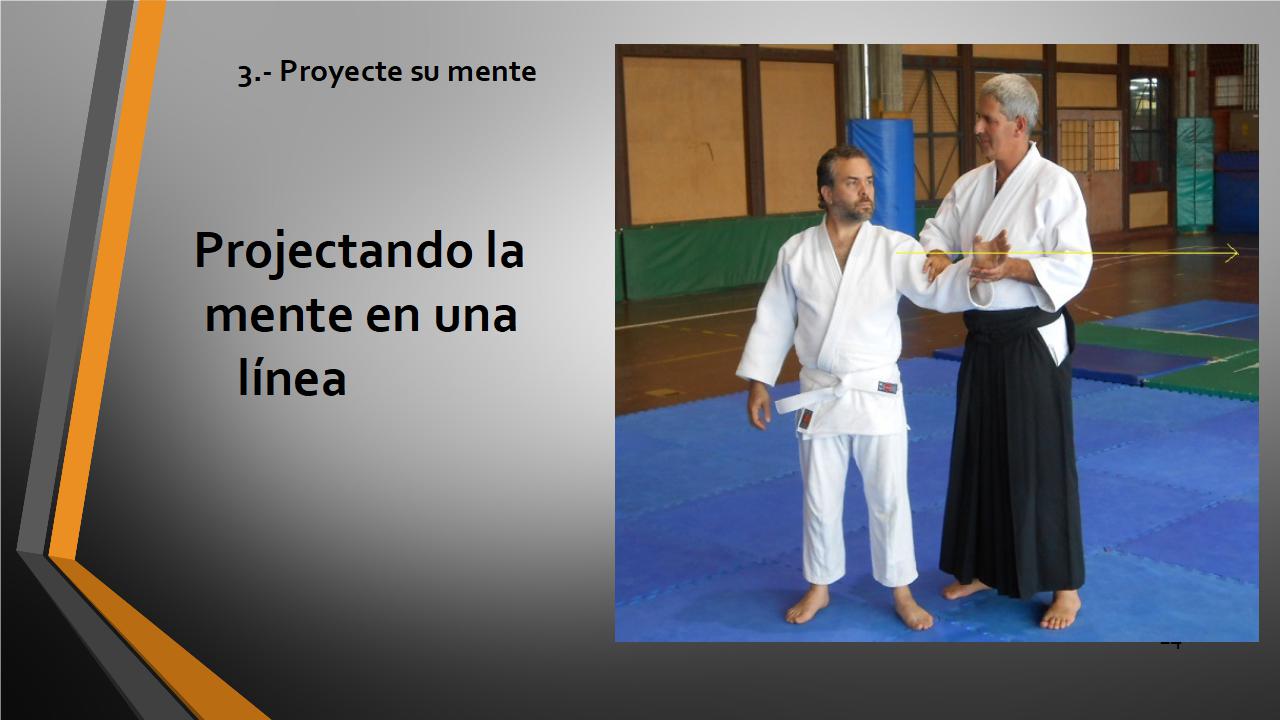 3.- Proyecte su mente
Projectando la
mente en una
línea